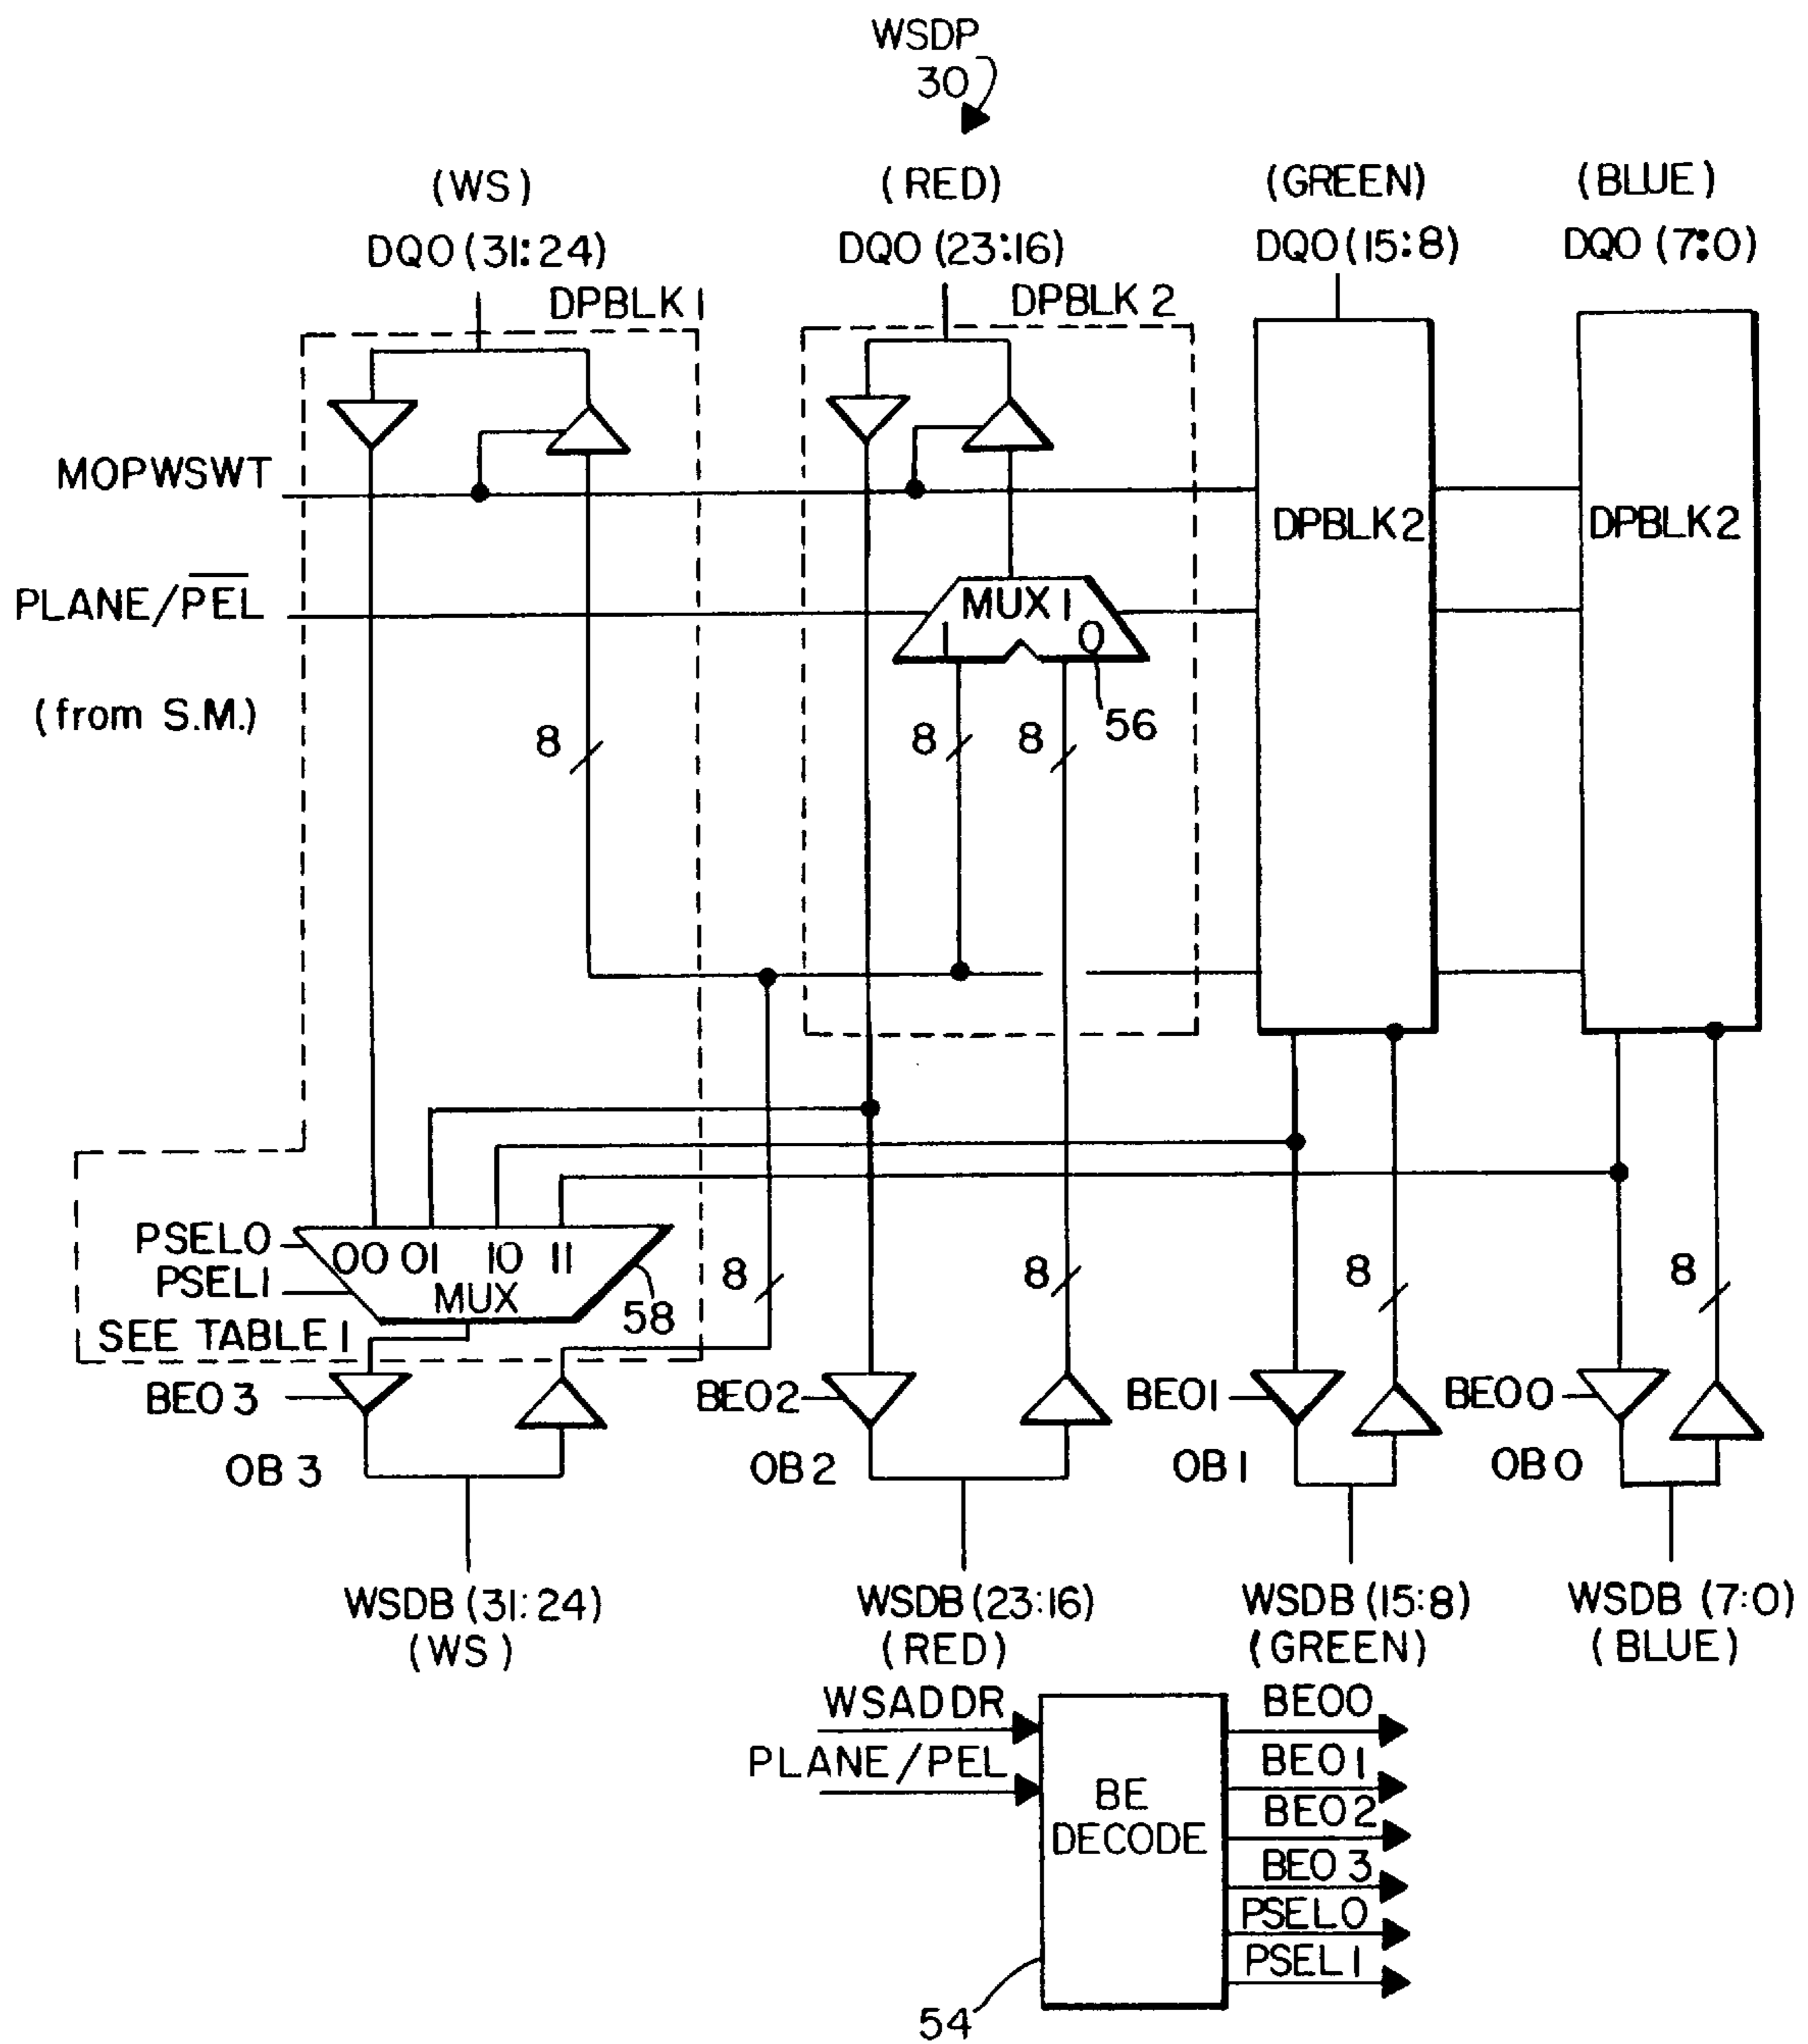 WSDP
30
(WS)
(RED)
(GREEN)
(BLUE)
DQ0 (31:24)
DQ0 (23:16)
DQ0 (15:8)
DQ0 (7:0)
DPBLK 1
DPBLK 2
MOPWSWT
DPBLK2
DPBLK2
PLANE/PEL
MUX 1
1
0
(from S.M.)
56
8
8
8
PSEL0
00 01 10 11
PSEL1
MUX
58
SEE TABLE 1
8
8
8
8
BE03
BE02
BE01
BE00
OB 3
OB 2
OB 1
OB 0
WSDB (31:24)
(WS)
WSDB (23:16)
(RED)
WSDB (15:8)
(GREEN)
WSDB (7:0)
(BLUE)
WSADDR
PLANE/PEL
BE
DECODE
BE00
BE01
BE02
BE03
PSEL0
PSEL1
54